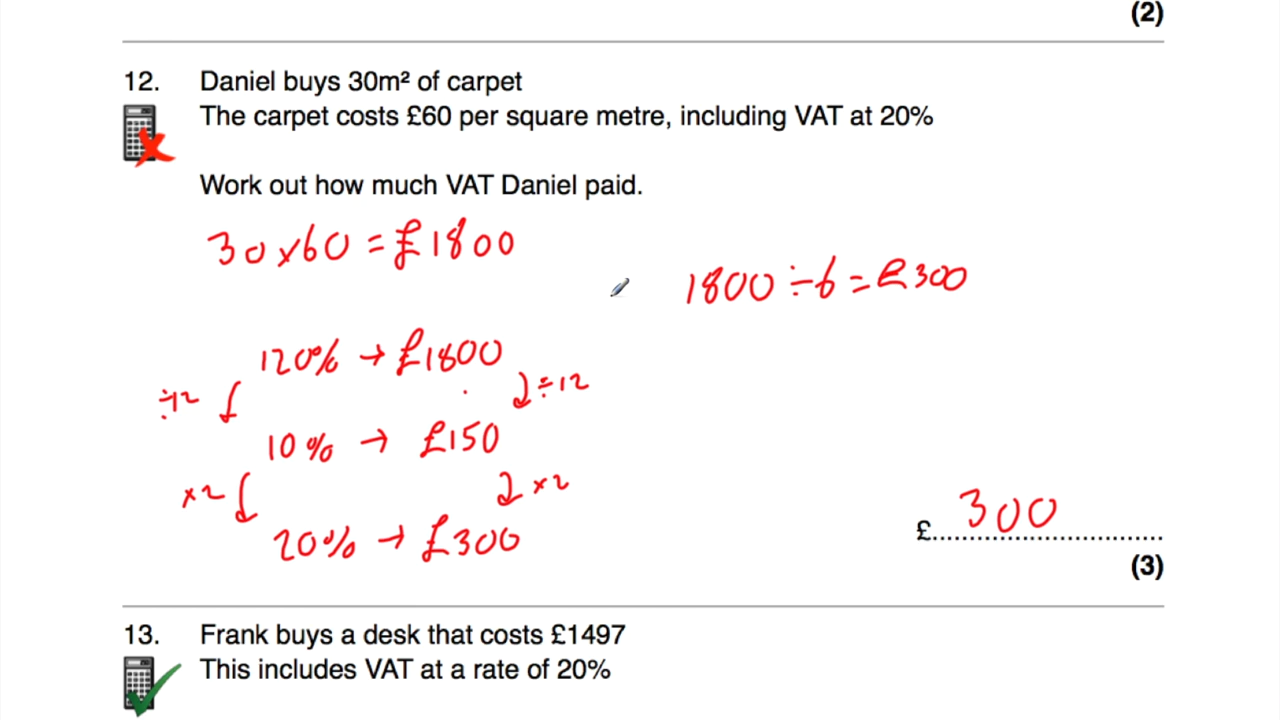 (2)
12. Daniel buys 30m² of carpet
The carpet costs £60 per square metre, including VAT at 20%
Work out how much VAT Daniel paid.
30 x 60 = £1800
1800 ÷ 6 = £300
120% → £1800
÷12 ÷12
10% → £150
x2 x2
20% → £300
£ 300
(3)
13. Frank buys a desk that costs £1497
This includes VAT at a rate of 20%